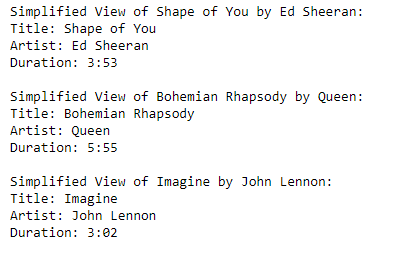 Simplified View of Shape of You by Ed Sheeran:
Title: Shape of You
Artist: Ed Sheeran
Duration: 3:53
Simplified View of Bohemian Rhapsody by Queen:
Title: Bohemian Rhapsody
Artist: Queen
Duration: 5:55
Simplified View of Imagine by John Lennon:
Title: Imagine
Artist: John Lennon
Duration: 3:02